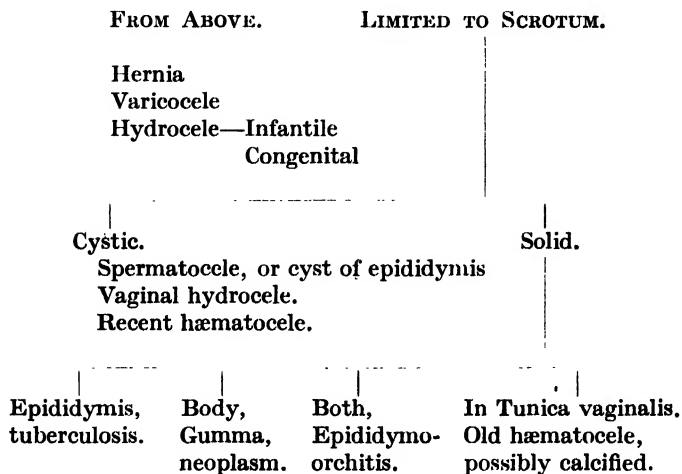 From Above. Limited to Scrotum.
Hernia
Varicocele
Hydrocele—Infantile
Congenital
Cystic. Solid.
Spermatocele, or cyst of epididymis
Vaginal hydrocele.
Recent hæmatocele.
Epididymis, Body, Both, In Tunica vaginalis.
tuberculosis. Gumma, Epididymo- Old hæmatocele,
neoplasm. orchitis. possibly calcified.